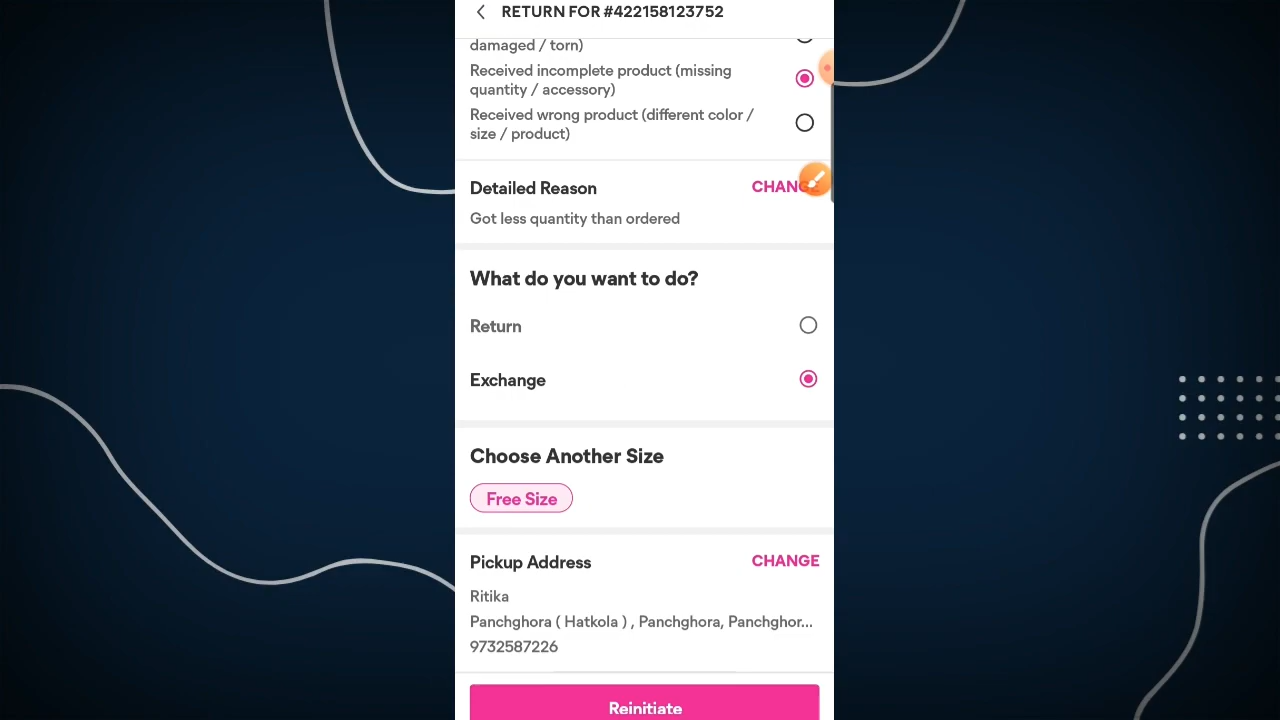 RETURN FOR #422158123752
damaged / torn)
Received incomplete product (missing
quantity / accessory)
Received wrong product (different color /
size / product)
Detailed Reason
CHANGE
Got less quantity than ordered
What do you want to do?
Return
Exchange
Choose Another Size
Free Size
Pickup Address
CHANGE
Ritika
Panchghora ( Hatkola ) , Panchghora, Panchghor...
9732587226
Reinitiate